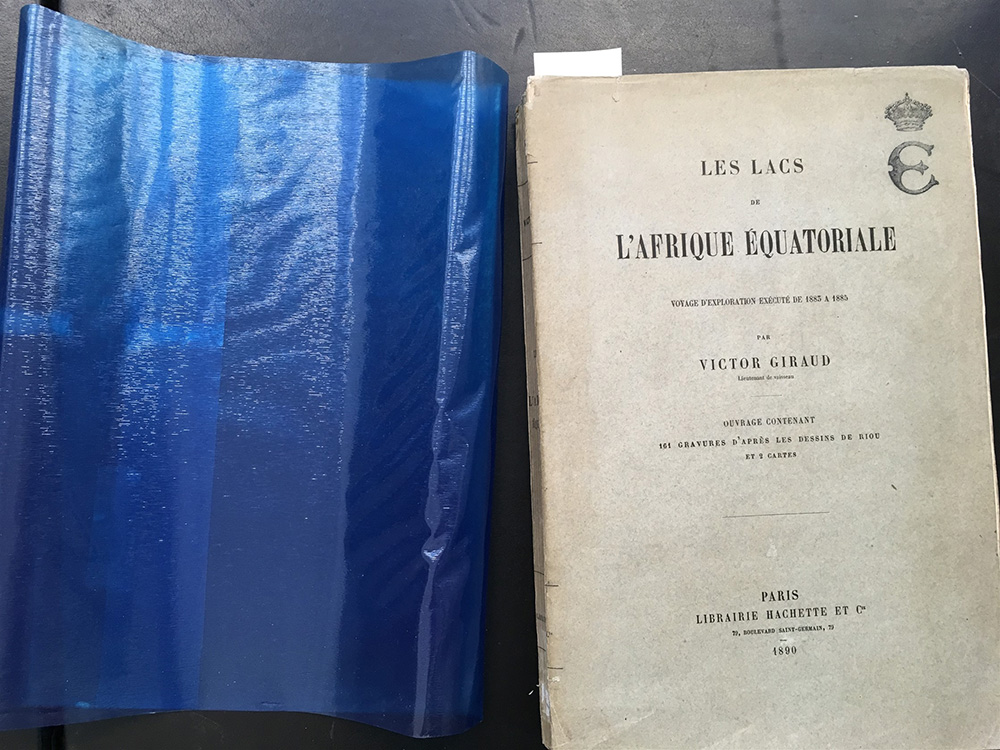 LES LACS
DE
L'AFRIQUE ÉQUATORIALE
VOYAGE D'EXPLORATION EXÉCUTÉ DE 1883 A 1885
PAR
VICTOR GIRAUD
Lieutenant de vaisseau
OUVRAGE CONTENANT
161 GRAVURES D'APRÈS LES DESSINS DE RIOU
ET 2 CARTES
PARIS
LIBRAIRIE HACHETTE ET Cie
79, BOULEVARD SAINT-GERMAIN, 79
1890